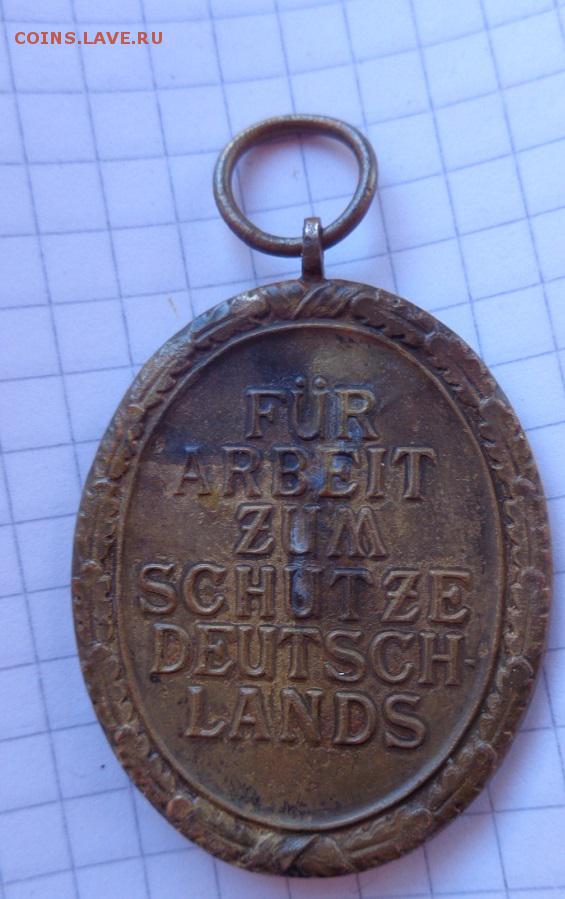 COINS.LAVE.RU
FÜR
ARBEIT
ZUM
SCHUTZE
DEUTSCH-
LANDS